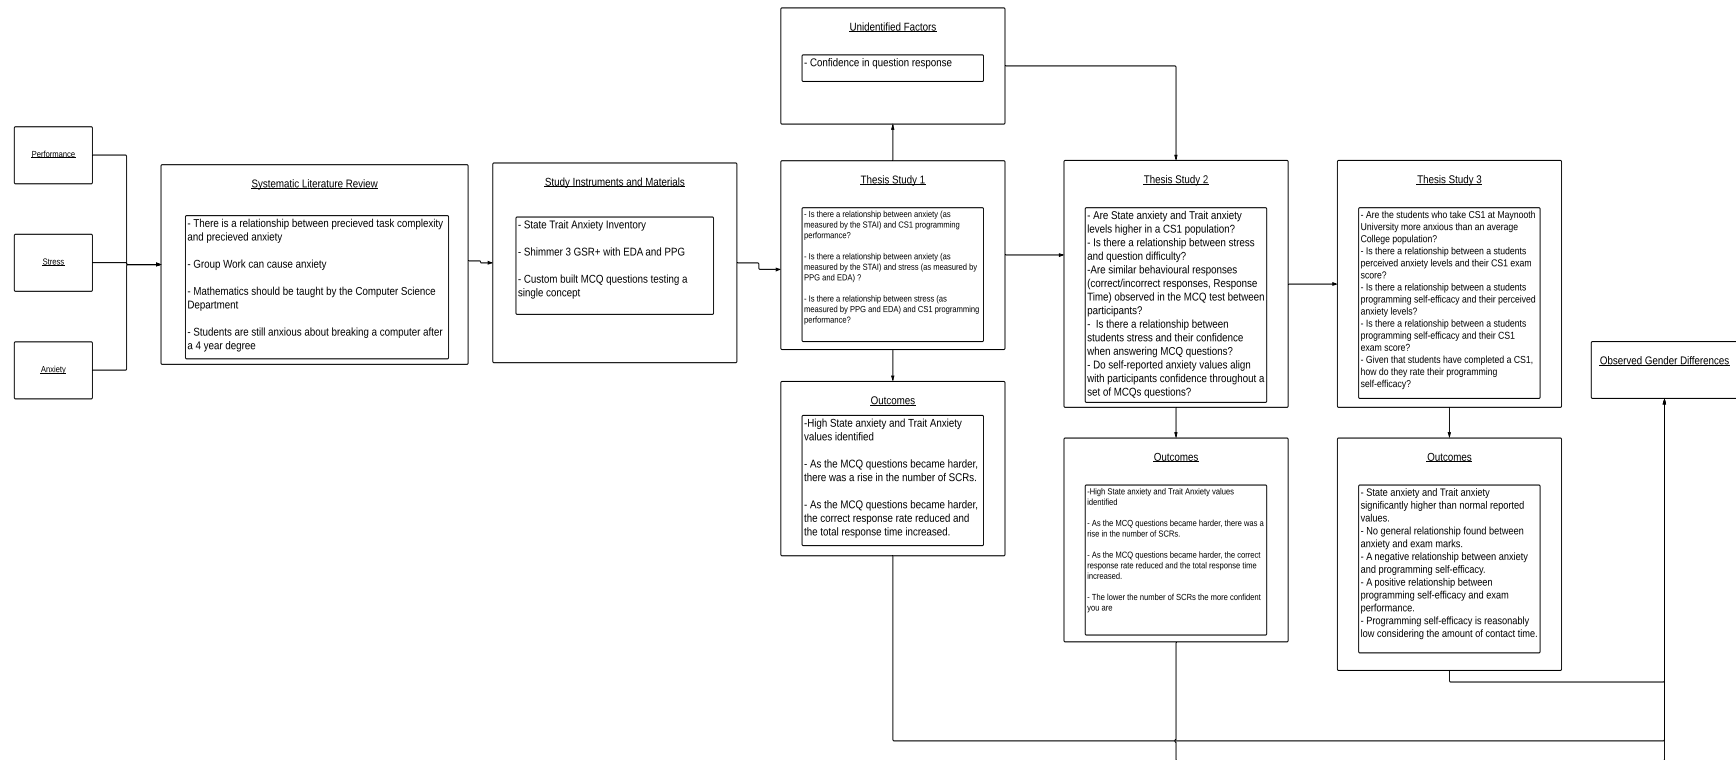 Performance
Stress
Anxiety
Systematic Literature Review
- There is a relationship between precieved task complexity
and precieved anxiety
- Group Work can cause anxiety
- Mathematics should be taught by the Computer Science
Department
- Students are still anxious about breaking a computer after
a 4 year degree
Study Instruments and Materials
- State Trait Anxiety Inventory
- Shimmer 3 GSR+ with EDA and PPG
- Custom built MCQ questions testing a
single concept
Unidentified Factors
- Confidence in question response
Thesis Study 1
- Is there a relationship between anxiety (as
measured by the STAI) and CS1 programming
performance?
- Is there a relationship between anxiety (as
measured by the STAI) and stress (as measured by
PPG and EDA) ?
- Is there a relationship between stress (as
measured by PPG and EDA) and CS1 programming
performance?
Outcomes
-High State anxiety and Trait Anxiety
values identified
- As the MCQ questions became harder,
there was a rise in the number of SCRs.
- As the MCQ questions became harder,
the correct response rate reduced and
the total response time increased.
Thesis Study 2
- Are State anxiety and Trait anxiety
levels higher in a CS1 population?
- Is there a relationship between stress
and question difficulty?
-Are similar behavioural responses
(correct/incorrect responses, Response
Time) observed in the MCQ test between
participants?
-  Is there a relationship between
students stress and their confidence
when answering MCQ questions?
- Do self-reported anxiety values align
with participants confidence throughout a
set of MCQs questions?
Outcomes
-High State anxiety and Trait Anxiety values
identified
- As the MCQ questions became harder, there was a
rise in the number of SCRs.
- As the MCQ questions became harder, the correct
response rate reduced and the total response time
increased.
- The lower the number of SCRs the more confident
you are
Thesis Study 3
- Are the students who take CS1 at Maynooth
University more anxious than an average
College population?
- Is there a relationship between a students
perceived anxiety levels and their CS1 exam
score?
- Is there a relationship between a students
programming self-efficacy and their perceived
anxiety levels?
- Is there a relationship between a students
programming self-efficacy and their CS1
exam score?
- Given that students have completed a CS1,
how do they rate their programming
self-efficacy?
Outcomes
- State anxiety and Trait anxiety
significantly higher than normal reported
values.
- No general relationship found between
anxiety and exam marks.
- A negative relationship between anxiety
and programming self-efficacy.
- A positive relationship between
programming self-efficacy and exam
performance.
- Programming self-efficacy is reasonably
low considering the amount of contact time.
Observed Gender Differences